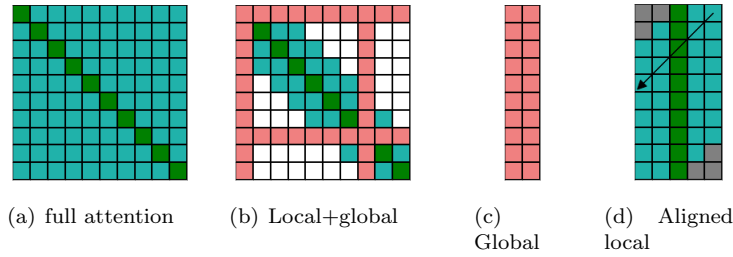 (a) full attention
(b) Local+global
(c)
Global
(d) Aligned
local